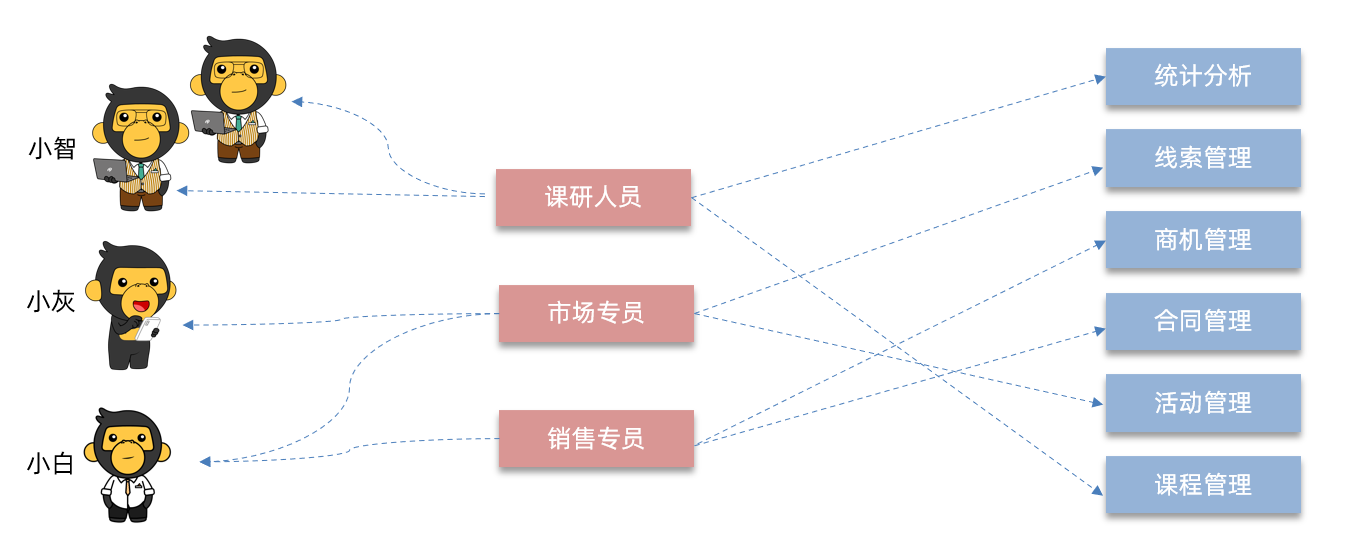 小智
小灰
小白
课研人员
市场专员
销售专员
统计分析
线索管理
商机管理
合同管理
活动管理
课程管理